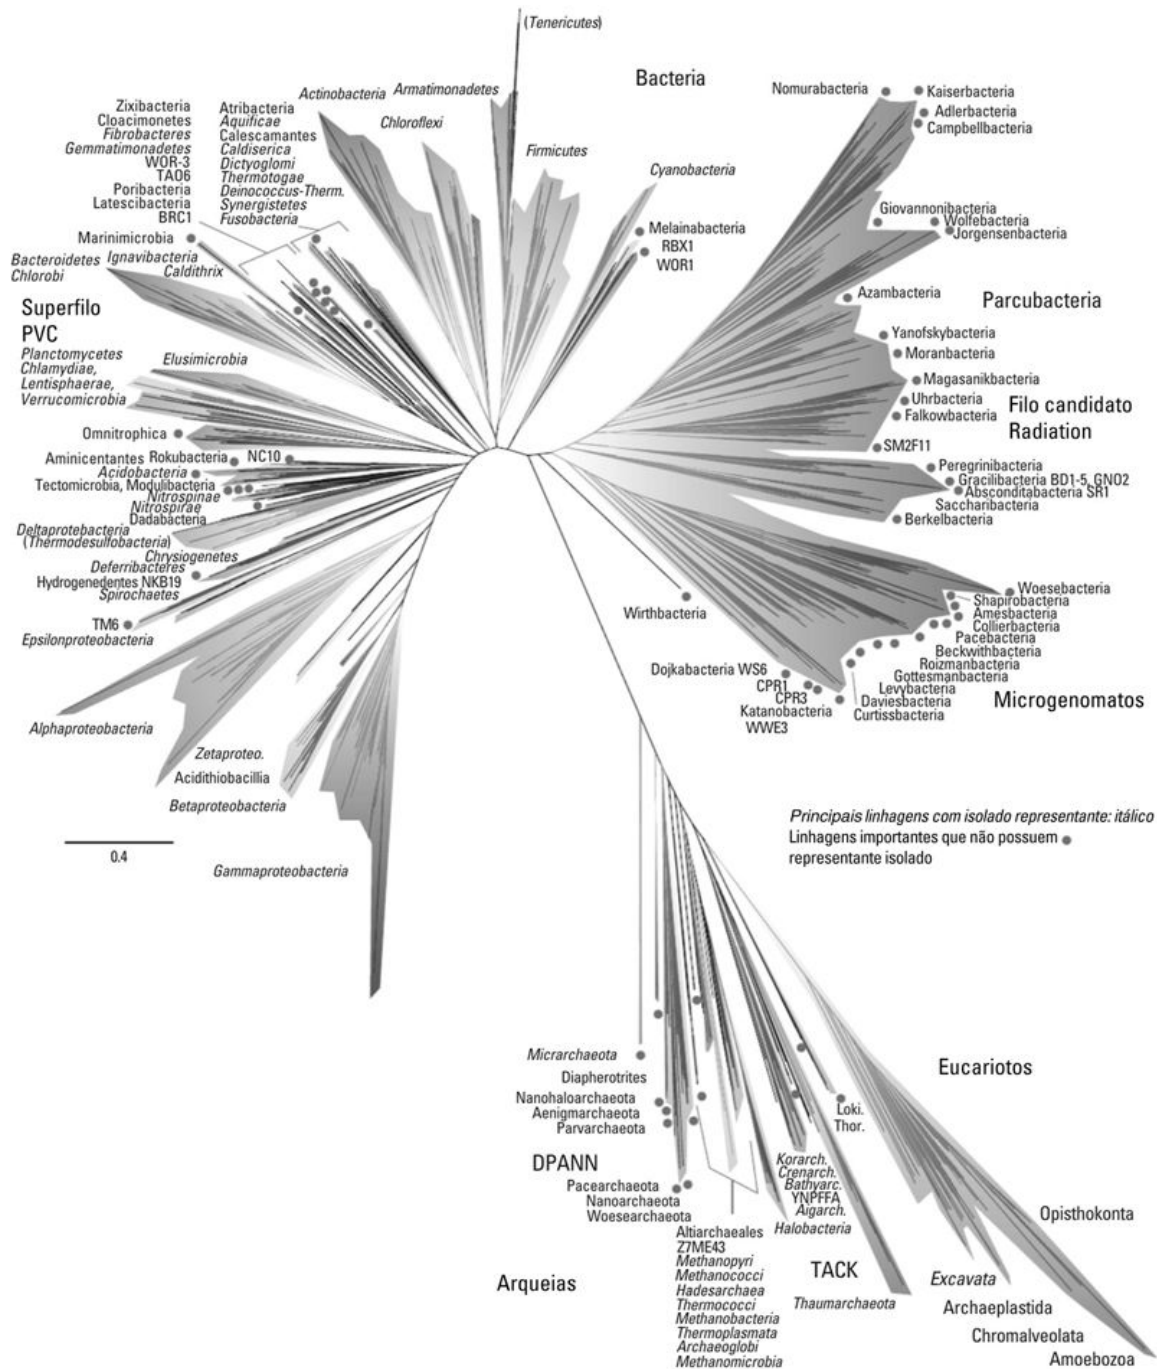 (Tenericutes)
Bacteria
Actinobacteria
Armatimonadetes
Chloroflexi
Firmicutes
Cyanobacteria
Melainabacteria
RBX1
WOR1
Zixibacteria
Cloacimonetes
Fibrobacteres
Gemmatimonadetes
WOR-3
TAO6
Poribacteria
Latescibacteria
BRC1
Atribacteria
Aquificae
Calescamantes
Caldiserica
Dictyoglomi
Thermotogae
Deinococcus-Therm.
Synergistetes
Fusobacteria
Marinimicrobia
Ignavibacteria
Bacteroidetes
Chlorobi
Caldithrix
Superfilo
PVC
Planctomycetes
Chlamydiae,
Lentisphaerae,
Verrucomicrobia
Elusimicrobia
Omnitrophica
Aminicentantes
Rokubacteria
NC10
Acidobacteria
Tectomicrobia, Modulibacteria
Nitrospinae
Nitrospirae
Dadabacteria
Deltaprotebacteria
(Thermodesulfobacteria)
Chrysiogenetes
Deferribacteres
Hydrogenedentes NKB19
Spirochaetes
TM6
Epsilonproteobacteria
Alphaproteobacteria
Zetaproteo.
Acidithiobacillia
Betaproteobacteria
Gammaproteobacteria
0.4
Nomurabacteria
Kaiserbacteria
Adlerbacteria
Campbellbacteria
Giovannonibacteria
Wolfebacteria
Jorgensenbacteria
Azambacteria
Parcubacteria
Yanofskybacteria
Moranbacteria
Magasanikbacteria
Uhrbacteria
Falkowbacteria
Filo candidato
Radiation
SM2F11
Peregrinibacteria
Gracilibacteria BD1-5, GNO2
Absconditabacteria SR1
Saccharibacteria
Berkelbacteria
Woesebacteria
Shapirobacteria
Amesbacteria
Collierbacteria
Pacebacteria
Beckwithbacteria
Roizmanbacteria
Gottesmanbacteria
Levybacteria
Daviesbacteria
Curtissbacteria
Microgenomatos
Wirthbacteria
Dojkabacteria WS6
CPR1
CPR3
Katanobacteria
WWE3
Principais linhagens com isolado representante: itálico
Linhagens importantes que não possuem
representante isolado
Micrarchaeota
Diapherotrites
Nanohaloarchaeota
Aenigmarchaeota
Parvarchaeota
DPANN
Pacearchaeota
Nanoarchaeota
Woesearchaeota
Arqueias
Altiarchaeales
Z7ME43
Methanopyri
Methanococci
Hadesarchaea
Thermococci
Methanobacteria
Thermoplasmata
Archaeoglobi
Methanomicrobia
Korarch.
Crenarch.
Bathyarc.
YNPFFA
Aigarch.
Halobacteria
TACK
Thaumarchaeota
Loki.
Thor.
Eucariotos
Opisthokonta
Excavata
Archaeplastida
Chromalveolata
Amoebozoa